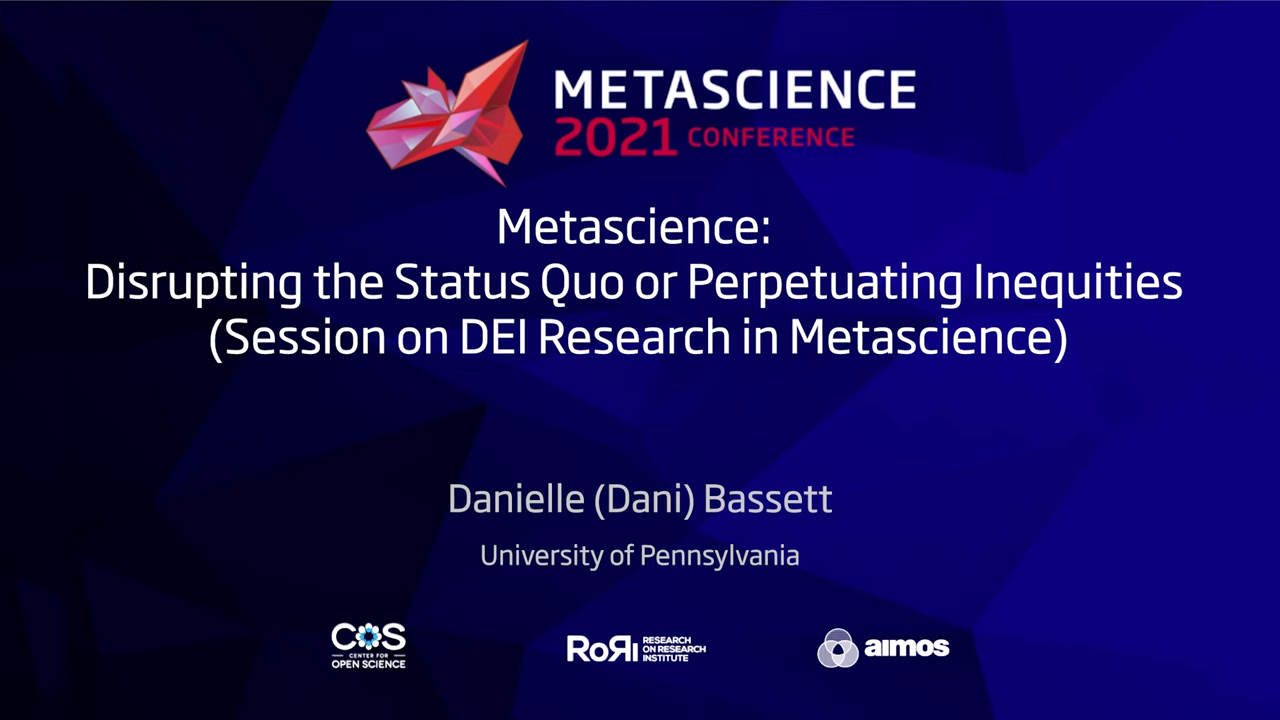 METASCIENCE
2021 CONFERENCE
Metascience:
Disrupting the Status Quo or Perpetuating Inequities
(Session on DEI Research in Metascience)
Danielle (Dani) Bassett
University of Pennsylvania
COS
CENTER FOR
OPEN SCIENCE
RoRI
RESEARCH
ON RESEARCH
INSTITUTE
aimos